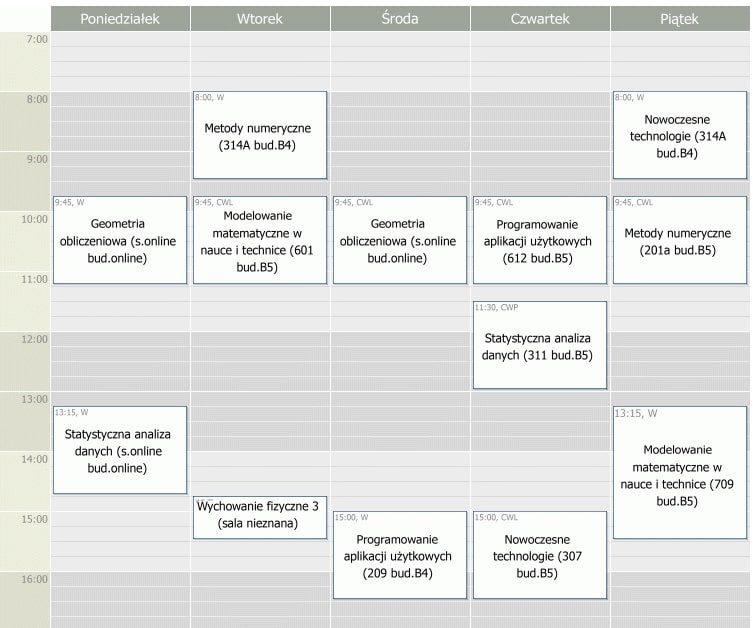 Poniedziałek
Wtorek
Środa
Czwartek
Piątek
7:00
8:00
9:00
10:00
11:00
12:00
13:00
14:00
15:00
16:00
9:45, W
Geometria
obliczeniowa (s.online
bud.online)
13:15, W
Statystyczna analiza
danych (s.online
bud.online)
8:00, W
Metody numeryczne
(314A bud.B4)
9:45, CWL
Modelowanie
matematyczne w
nauce i technice (601
bud.B5)
Wychowanie fizyczne 3
(sala nieznana)
9:45, CWL
Geometria
obliczeniowa (s.online
bud.online)
15:00, W
Programowanie
aplikacji użytkowych
(209 bud.B4)
9:45, CWL
Programowanie
aplikacji użytkowych
(612 bud.B5)
11:30, CWP
Statystyczna analiza
danych (311 bud.B5)
15:00, CWL
Nowoczesne
technologie (307
bud.B5)
8:00, W
Nowoczesne
technologie (314A
bud.B4)
9:45, CWL
Metody numeryczne
(201a bud.B5)
13:15, W
Modelowanie
matematyczne w
nauce i technice (709
bud.B5)